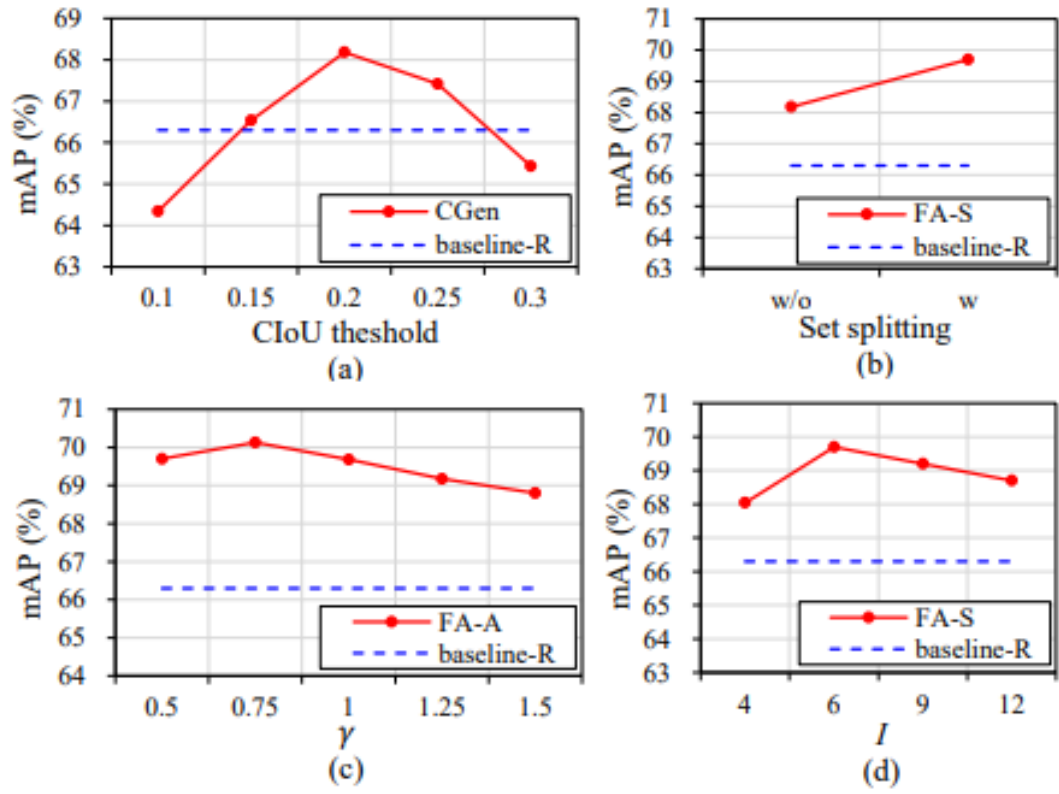 69
68
67
66
65
64
63
mAP (%)
CGen
baseline-R
0.1 0.15 0.2 0.25 0.3
CIoU theshold
(a)
71
70
69
68
67
66
65
64
63
mAP (%)
FA-S
baseline-R
w/o w
Set splitting
(b)
71
70
69
68
67
66
65
64
mAP (%)
FA-A
baseline-R
0.5 0.75 1 1.25 1.5
γ
(c)
71
70
69
68
67
66
65
64
63
mAP (%)
FA-S
baseline-R
4 6 9 12
I
(d)